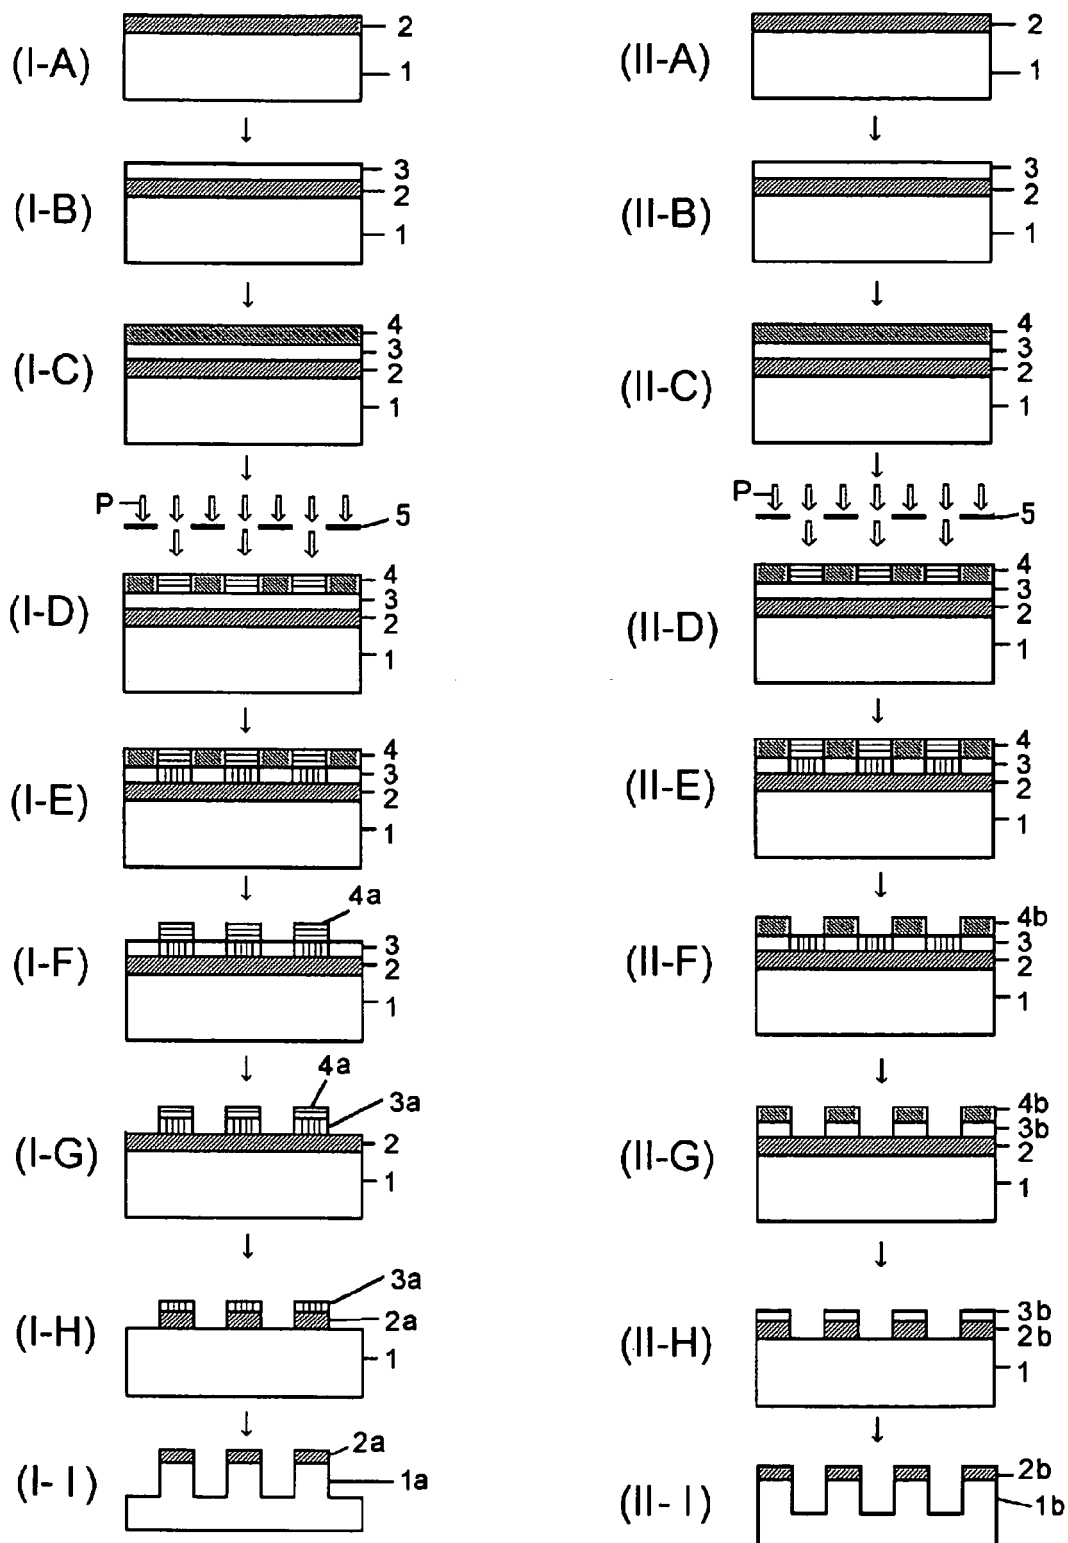 (I-A)
2
1
(I-B)
3
2
1
(I-C)
4
3
2
1
P
5
(I-D)
4
3
2
1
(I-E)
4
3
2
1
(I-F)
4a
3
2
1
(I-G)
4a
3a
2
1
(I-H)
3a
2a
1
(I-I)
2a
1a
(II-A)
2
1
(II-B)
3
2
1
(II-C)
4
3
2
1
P
5
(II-D)
4
3
2
1
(II-E)
4
3
2
1
(II-F)
4b
3
2
1
(II-G)
4b
3b
2
1
(II-H)
3b
2b
1
(II-I)
2b
1b